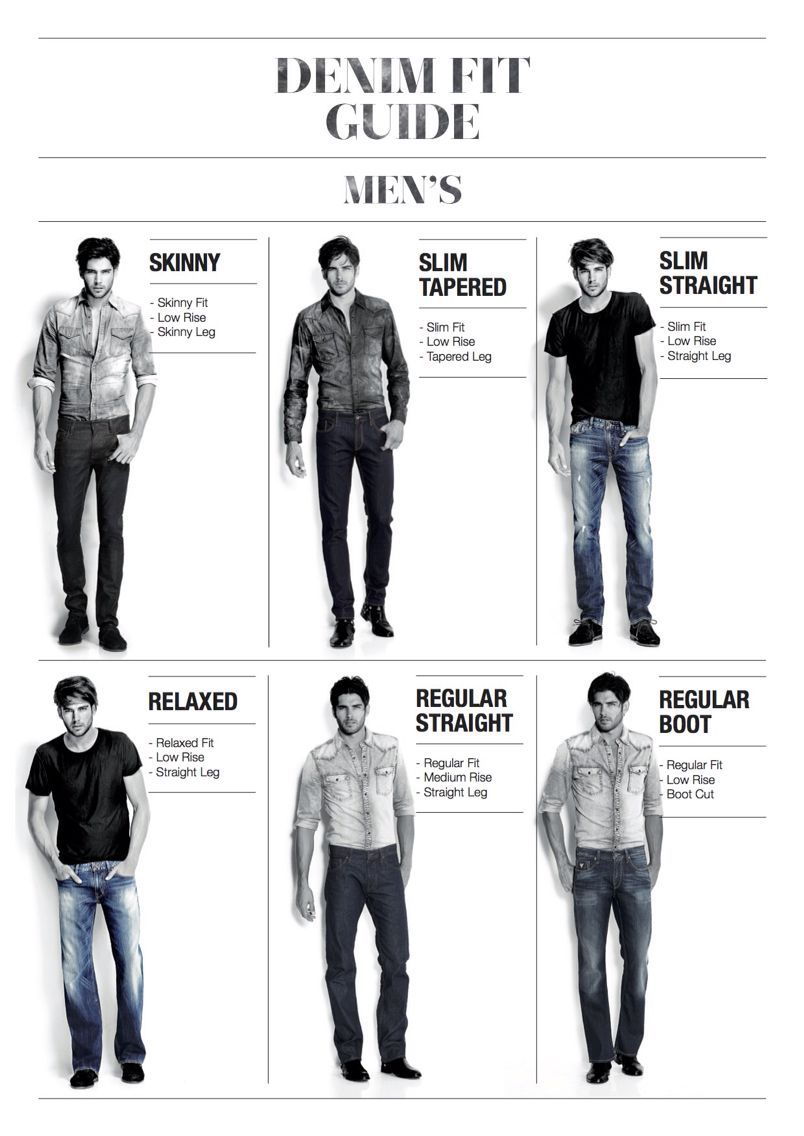 DENIM FIT
GUIDE
MEN'S
SKINNY
- Skinny Fit
- Low Rise
- Skinny Leg
SLIM
TAPERED
- Slim Fit
- Low Rise
- Tapered Leg
SLIM
STRAIGHT
- Slim Fit
- Low Rise
- Straight Leg
RELAXED
- Relaxed Fit
- Low Rise
- Straight Leg
REGULAR
STRAIGHT
- Regular Fit
- Medium Rise
- Straight Leg
REGULAR
BOOT
- Regular Fit
- Low Rise
- Boot Cut